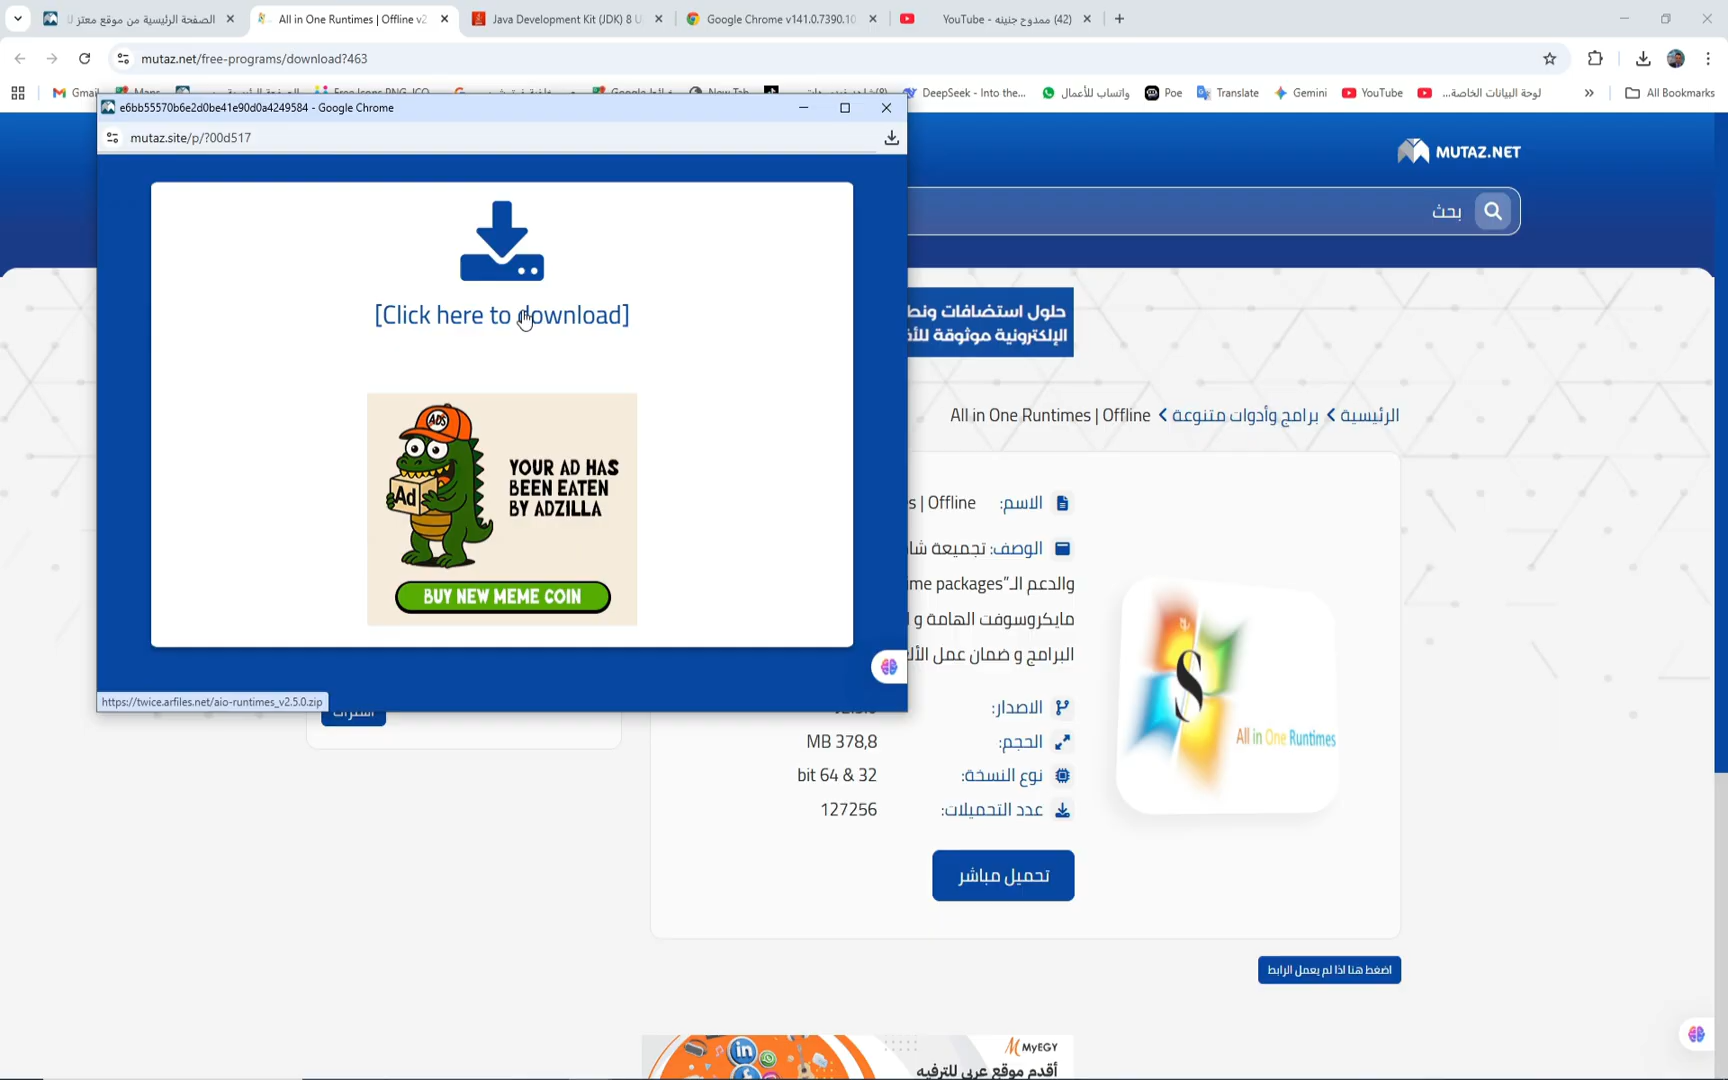 الصفحة الرئيسية من موقع معتز
All in One Runtimes | Offline v2
Java Development Kit (JDK) 8 U
Google Chrome v141.0.7390.10
(42) ممدوح جنينه - YouTube
mutaz.net/free-programs/download?463
Gmail
Maps
الصفحة الرئيسية
Free Icons PNG, ICO
New Tab
DeepSeek - Into the...
واتساب للأعمال
Poe
Translate
Gemini
YouTube
لوحة البيانات الخاصة...
»
All Bookmarks
e6bb55570b6e2d0be41e90d0a4249584 - Google Chrome
mutaz.site/p/?00d517
MUTAZ.NET
بحث
[Click here to download]
حلول استضافات ونط
الإلكترونية موثوقة للأ
YOUR AD HAS
BEEN EATEN
BY ADZILLA
ADS
Ad
BUY NEW MEME COIN
الرئيسية
برامج وأدوات متنوعة
All in One Runtimes | Offline
الاسم:
s | Offline
الوصف: تجميعة شا
والدعم الـ"me packages
مايكروسوفت الهامة و ا
البرامج و ضمان عمل الأل
https://twice.arfiles.net/aio-runtimes_v2.5.0.zip
الاصدار:
الحجم: 378,8 MB
نوع النسخة: 32 & 64 bit
عدد التحميلات: 127256
All in One Runtimes
تحميل مباشر
اضغط هنا اذا لم يعمل الرابط
MyEGY
أقدم موقع عربي للترفيه